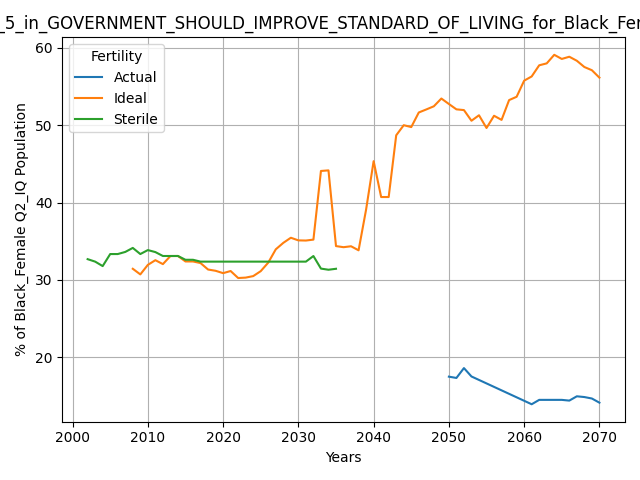 _5_in_GOVERNMENT_SHOULD_IMPROVE_STANDARD_OF_LIVING_for_Black_Fe
Fertility
Actual
Ideal
Sterile
% of Black_Female Q2_IQ Population
60
50
40
30
20
2000 2010 2020 2030 2040 2050 2060 2070
Years